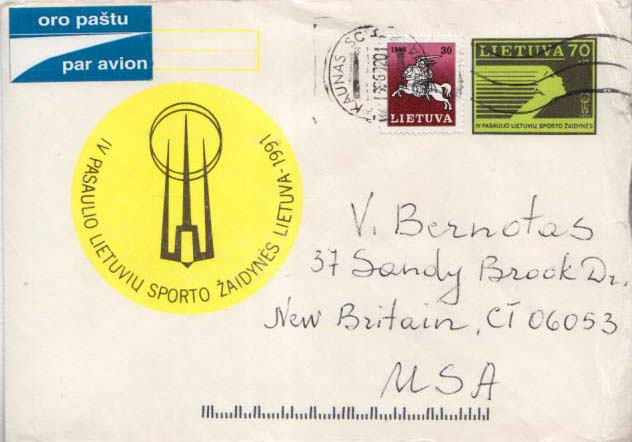 oro paštu
par avion
KAUNAS
1990 30
LIETUVA
LIETUVA 70
IV PASAULIO LIETUVIŲ SPORTO ŽAIDYNĖS
IV PASAULIO LIETUVIŲ SPORTO ŽAIDYNĖS LIETUVA-1991
V. Bernotas
37 Sandy Brook Dr.
New Britain, CT 06053
USA